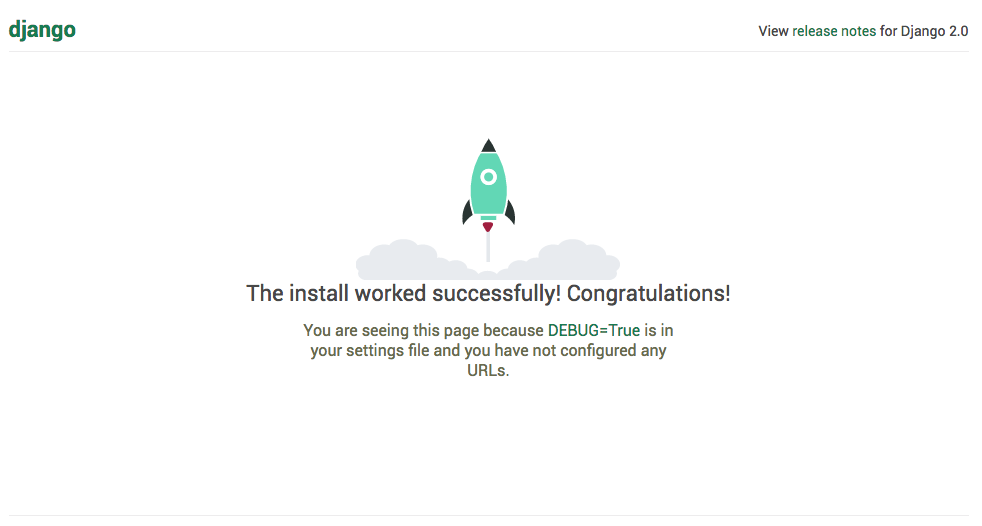 django
View release notes for Django 2.0
The install worked successfully! Congratulations!
You are seeing this page because DEBUG=True is in
your settings file and you have not configured any
URLs.